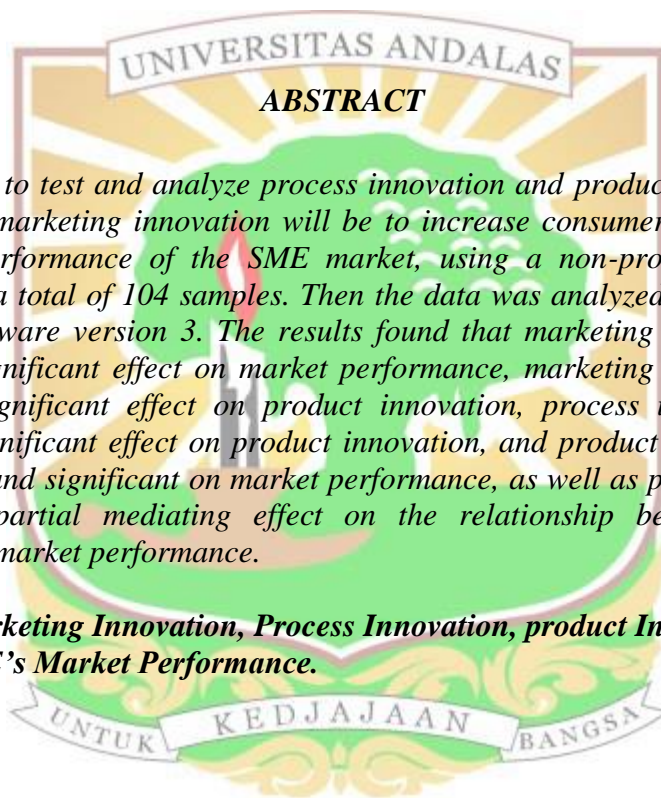 UNIVERSITAS ANDALAS
ABSTRACT
to test and analyze process innovation and produc
marketing innovation will be to increase consumer
rformance of the SME market, using a non-pro
a total of 104 samples. Then the data was analyzed
ware version 3. The results found that marketing
nificant effect on market performance, marketing
gnificant effect on product innovation, process i
nificant effect on product innovation, and product
and significant on market performance, as well as p
partial mediating effect on the relationship be
market performance.
rketing Innovation, Process Innovation, product In
E's Market Performance.
UNTUK KEDJAJAAN BANGSA